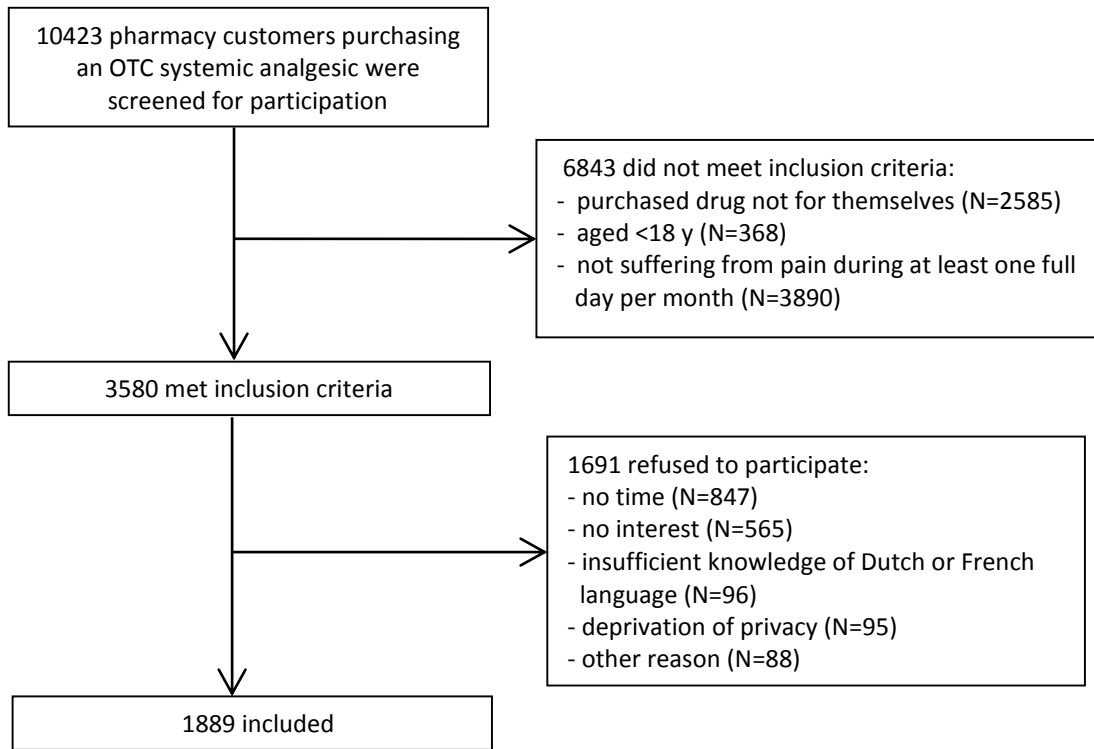 10423 pharmacy customers purchasing
an OTC systemic analgesic were
screened for participation
6843 did not meet inclusion criteria:
- purchased drug not for themselves (N=2585)
- aged <18 y (N=368)
- not suffering from pain during at least one full
day per month (N=3890)
3580 met inclusion criteria
1691 refused to participate:
- no time (N=847)
- no interest (N=565)
- insufficient knowledge of Dutch or French
language (N=96)
- deprivation of privacy (N=95)
- other reason (N=88)
1889 included